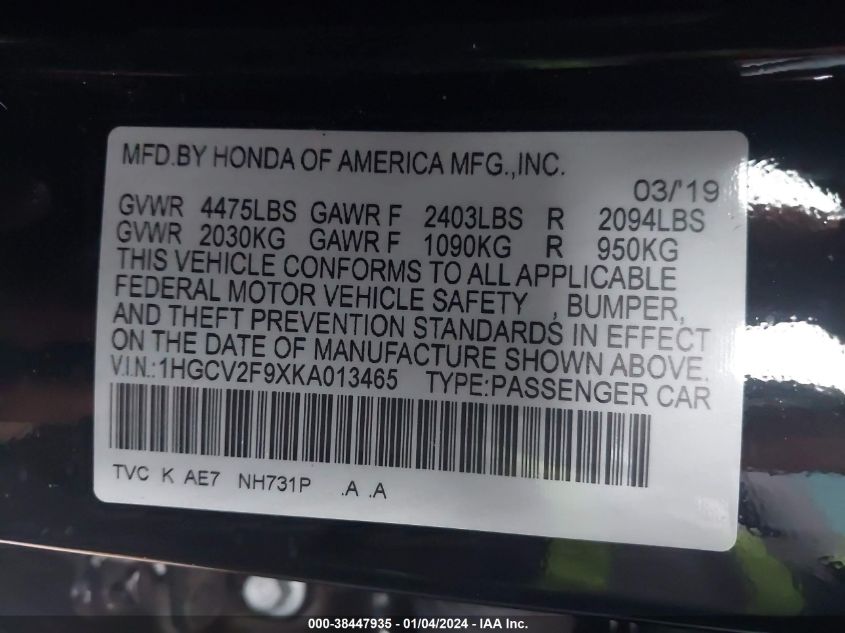 MFD.BY HONDA OF AMERICA MFG.,INC.
03/'19
GVWR 4475LBS GAWR F 2403LBS R 2094LBS
GVWR 2030KG GAWR F 1090KG R 950KG
THIS VEHICLE CONFORMS TO ALL APPLICABLE
FEDERAL MOTOR VEHICLE SAFETY , BUMPER,
AND THEFT PREVENTION STANDARDS IN EFFECT
ON THE DATE OF MANUFACTURE SHOWN ABOVE.
V.I.N.:1HGCV2F9XKA013465 TYPE:PASSENGER CAR
TVC K AE7 NH731P .A .A
000-38447935 - 01/04/2024 - IAA Inc.